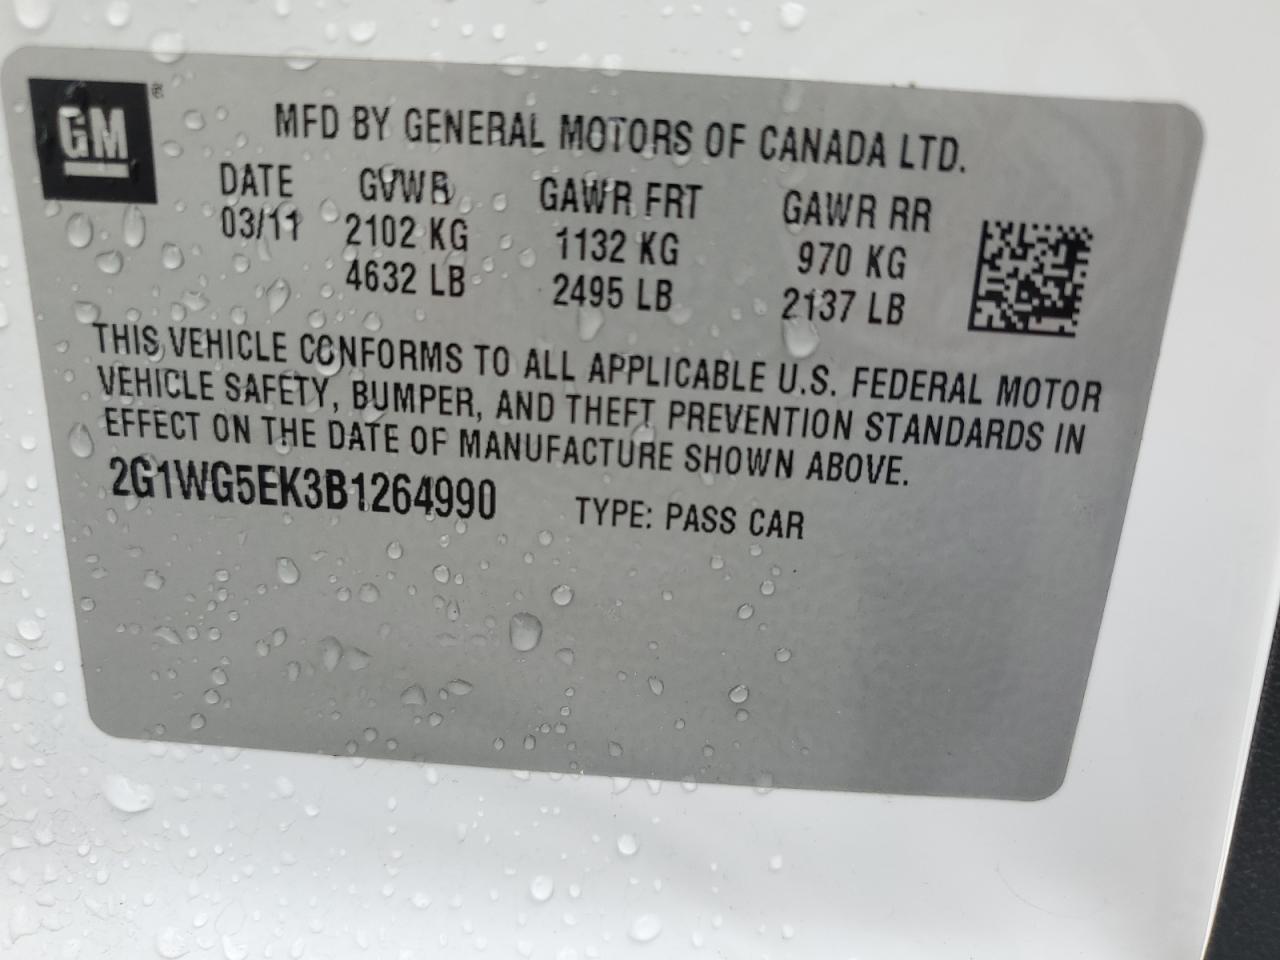 GM ®
MFD BY GENERAL MOTORS OF CANADA LTD.
DATE GVWR GAWR FRT GAWR RR
03/11 2102 KG 1132 KG 970 KG
4632 LB 2495 LB 2137 LB
THIS VEHICLE CONFORMS TO ALL APPLICABLE U.S. FEDERAL MOTOR
VEHICLE SAFETY, BUMPER, AND THEFT PREVENTION STANDARDS IN
EFFECT ON THE DATE OF MANUFACTURE SHOWN ABOVE.
2G1WG5EK3B1264990 TYPE: PASS CAR